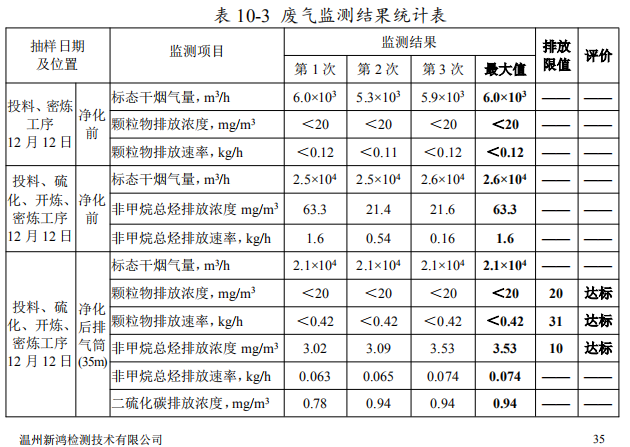 表 10-3 废气监测结果统计表
抽样日期及位置 监测项目 监测结果 排放限值 评价
第 1 次 第 2 次 第 3 次 最大值
投料、密炼工序 12 月 12 日 净化前 标态干烟气量, m³/h 6.0×10³ 5.3×10³ 5.9×10³ 6.0×10³ —— ——
颗粒物排放浓度, mg/m³ <20 <20 <20 <20 —— ——
颗粒物排放速率, kg/h <0.12 <0.11 <0.12 <0.12 —— ——
投料、硫化、开炼、密炼工序 12 月 12 日 净化前 标态干烟气量, m³/h 2.5×10⁴ 2.5×10⁴ 2.6×10⁴ 2.6×10⁴ —— ——
非甲烷总烃排放浓度 mg/m³ 63.3 21.4 21.6 63.3 —— ——
非甲烷总烃排放速率, kg/h 1.6 0.54 0.16 1.6 —— ——
投料、硫化、开炼、密炼工序 12 月 12 日 净化后排气筒(35m) 标态干烟气量, m³/h 2.1×10⁴ 2.1×10⁴ 2.1×10⁴ 2.1×10⁴ —— ——
颗粒物排放浓度, mg/m³ <20 <20 <20 <20 20 达标
颗粒物排放速率, kg/h <0.42 <0.42 <0.42 <0.42 31 达标
非甲烷总烃排放浓度 mg/m³ 3.02 3.09 3.53 3.53 10 达标
非甲烷总烃排放速率, kg/h 0.063 0.065 0.074 0.074 —— ——
二硫化碳排放浓度, mg/m³ 0.78 0.94 0.94 0.94 —— ——
温州新鸿检测技术有限公司 35